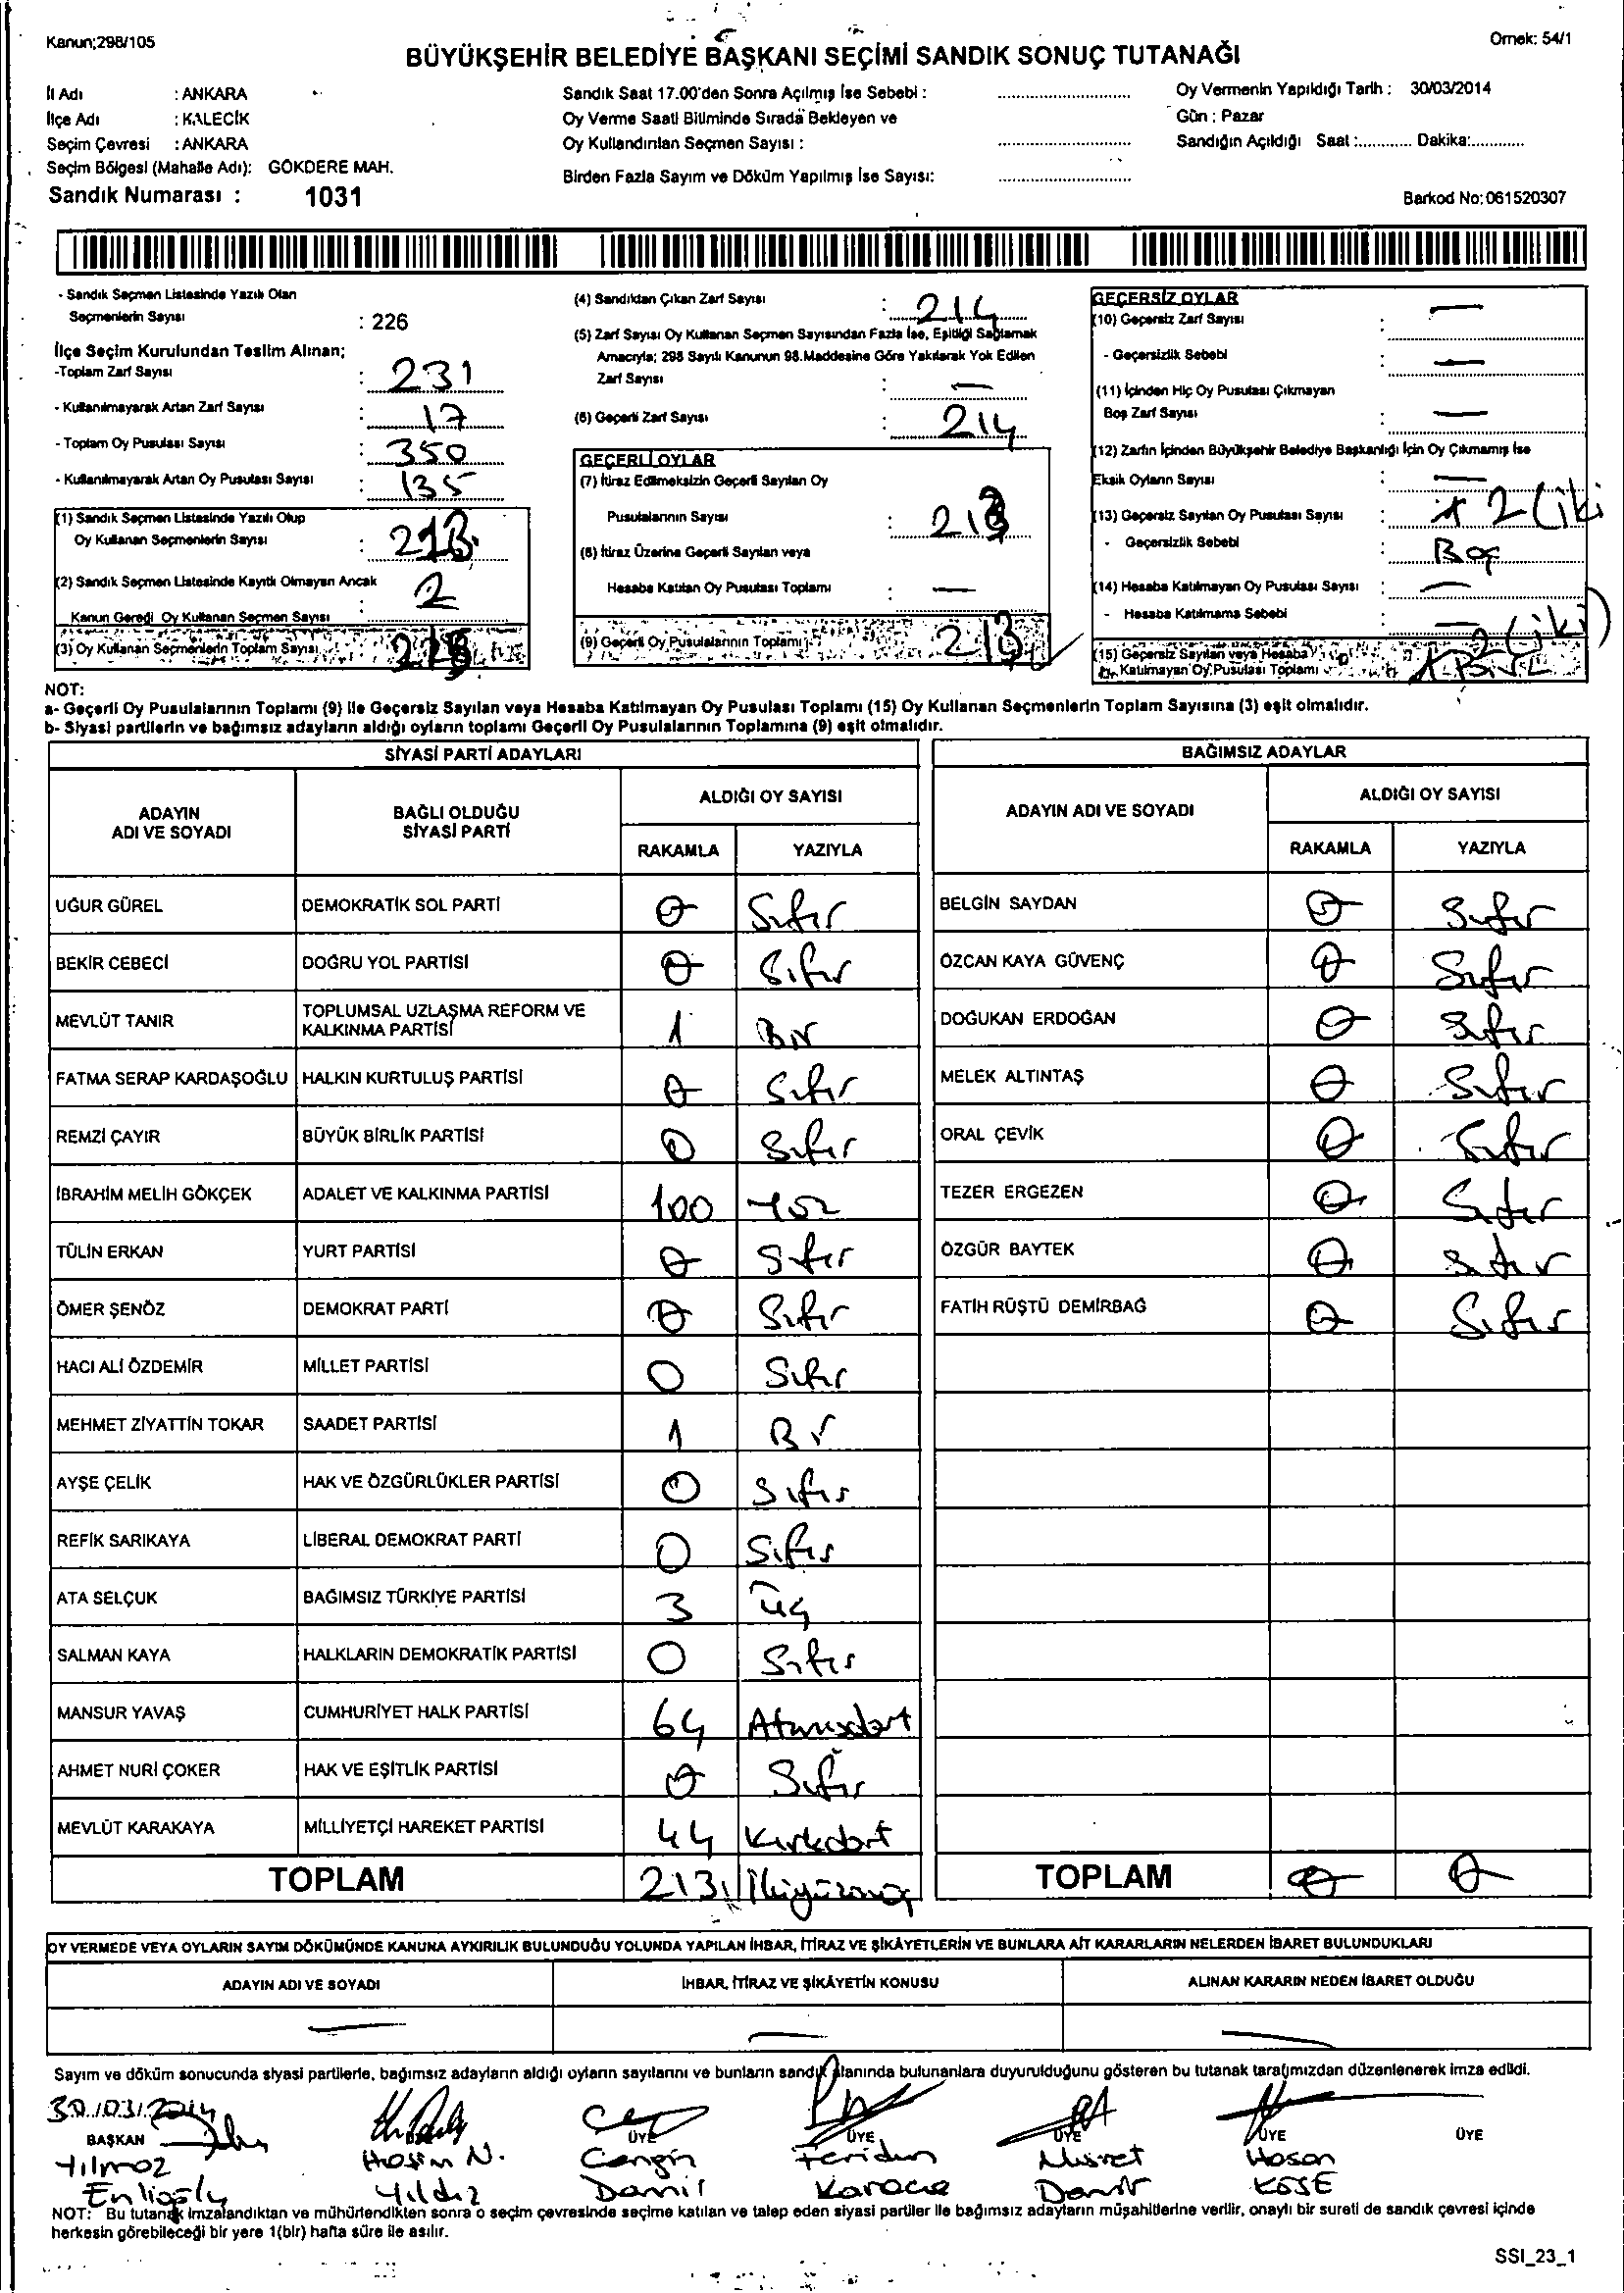 Kanun;298/105
Örnek: 54/1
BÜYÜKŞEHİR BELEDİYE BAŞKANI SEÇİMİ SANDIK SONUÇ TUTANAĞI
İl Adı : ANKARA
İlçe Adı : KALECİK
Seçim Çevresi : ANKARA
Seçim Bölgesi (Mahalle Adı): GÖKDERE MAH.
Sandık Numarası : 1031
Sandık Saat 17.00'den Sonra Açılmış İse Sebebi :
Oy Verme Saati Bitiminde Sırada Bekleyen ve
Oy Kullandırılan Seçmen Sayısı :
Birden Fazla Sayım ve Döküm Yapılmış İse Sayısı:
Oy Vermenin Yapıldığı Tarih : 30/03/2014
Gün : Pazar
Sandığın Açıldığı Saat :............ Dakika:............
Barkod No:061520307
- Sandık Seçmen Listesinde Yazılı Olan
Seçmenlerin Sayısı : 226
İlçe Seçim Kurulundan Teslim Alınan;
-Toplam Zarf Sayısı : 231
- Kullanılmayarak Artan Zarf Sayısı : 17
- Toplam Oy Pusulası Sayısı : 350
- Kullanılmayarak Artan Oy Pusulası Sayısı : 135
(1) Sandık Seçmen Listesinde Yazılı Olup
Oy Kullanan Seçmenlerin Sayısı : 213
(2) Sandık Seçmen Listesinde Kayıtlı Olmayan Ancak
Kanun Gereği Oy Kullanan Seçmen Sayısı : 2
(3) Oy Kullanan Seçmenlerin Toplam Sayısı : 215
(4) Sandıktan Çıkan Zarf Sayısı : 214
(5) Zarf Sayısı Oy Kullanan Seçmen Sayısından Fazla İse, Eşitliği Sağlamak
Amacıyla; 298 Sayılı Kanunun 98.Maddesine Göre Yakılarak Yok Edilen
Zarf Sayısı : —
(6) Geçerli Zarf Sayısı : 214
GEÇERLİ OYLAR
(7) İtiraz Edilmeksizin Geçerli Sayılan Oy
Pusulalarının Sayısı : 213
(8) İtiraz Üzerine Geçerli Sayılan veya
Hesaba Katılan Oy Pusulası Toplamı : —
(9) Geçerli Oy Pusulalarının Toplamı : 213
GEÇERSİZ OYLAR
(10) Geçersiz Zarf Sayısı : —
- Geçersizlik Sebebi : —
(11) İçinden Hiç Oy Pusulası Çıkmayan
Boş Zarf Sayısı : —
(12) Zarfın İçinden Büyükşehir Belediye Başkanlığı İçin Oy Çıkmamış İse
Eksik Oyların Sayısı : —
(13) Geçersiz Sayılan Oy Pusulası Sayısı : 2 (iki
- Geçersizlik Sebebi : Boş
(14) Hesaba Katılmayan Oy Pusulası Sayısı : —
- Hesaba Katılmama Sebebi : —
(15) Geçersiz Sayılan veya Hesaba
Katılmayan Oy Pusulası Toplamı 2 (iki)
NOT:
a- Geçerli Oy Pusulalarının Toplamı (9) ile Geçersiz Sayılan veya Hesaba Katılmayan Oy Pusulası Toplamı (15) Oy Kullanan Seçmenlerin Toplam Sayısına (3) eşit olmalıdır.
b- Siyasi partilerin ve bağımsız adayların aldığı oyların toplamı Geçerli Oy Pusulalarının Toplamına (9) eşit olmalıdır.
SİYASİ PARTİ ADAYLARI
ADAYIN ADI VE SOYADI
BAĞLI OLDUĞU SİYASİ PARTİ
ALDIĞI OY SAYISI
RAKAMLA YAZIYLA
UĞUR GÜREL DEMOKRATİK SOL PARTİ 0 Sıfır
BEKİR CEBECİ DOĞRU YOL PARTİSİ 0 Sıfır
MEVLÜT TANIR TOPLUMSAL UZLAŞMA REFORM VE KALKINMA PARTİSİ 1 Bir
FATMA SERAP KARDAŞOĞLU HALKIN KURTULUŞ PARTİSİ 0 Sıfır
REMZİ ÇAYIR BÜYÜK BİRLİK PARTİSİ 0 Sıfır
İBRAHİM MELİH GÖKÇEK ADALET VE KALKINMA PARTİSİ 100 Yüz
TÜLİN ERKAN YURT PARTİSİ 0 Sıfır
ÖMER ŞENÖZ DEMOKRAT PARTİ 0 Sıfır
HACI ALİ ÖZDEMİR MİLLET PARTİSİ 0 Sıfır
MEHMET ZİYATTİN TOKAR SAADET PARTİSİ 1 Bir
AYŞE ÇELİK HAK VE ÖZGÜRLÜKLER PARTİSİ 0 Sıfır
REFİK SARIKAYA LİBERAL DEMOKRAT PARTİ 0 Sıfır
ATA SELÇUK BAĞIMSIZ TÜRKİYE PARTİSİ 3 Üç
SALMAN KAYA HALKLARIN DEMOKRATİK PARTİSİ 0 Sıfır
MANSUR YAVAŞ CUMHURİYET HALK PARTİSİ 64 Atmışdört
AHMET NURİ ÇOKER HAK VE EŞİTLİK PARTİSİ 0 Sıfır
MEVLÜT KARAKAYA MİLLİYETÇİ HAREKET PARTİSİ 44 Kırkdört
TOPLAM 213 İkiyüzonüç
BAĞIMSIZ ADAYLAR
ADAYIN ADI VE SOYADI
ALDIĞI OY SAYISI
RAKAMLA YAZIYLA
BELGİN SAYDAN 0 Sıfır
ÖZCAN KAYA GÜVENÇ 0 Sıfır
DOĞUKAN ERDOĞAN 0 Sıfır
MELEK ALTINTAŞ 0 Sıfır
ORAL ÇEVİK 0 Sıfır
TEZER ERGEZEN 0 Sıfır
ÖZGÜR BAYTEK 0 Sıfır
FATİH RÜŞTÜ DEMİRBAĞ 0 Sıfır
TOPLAM 0 0
OY VERMEDE VEYA OYLARIN SAYIM DÖKÜMÜNDE KANUNA AYKIRILIK BULUNDUĞU YOLUNDA YAPILAN İHBAR, İTİRAZ VE ŞİKÂYETLERİN VE BUNLARA AİT KARARLARIN NELERDEN İBARET BULUNDUKLARI
ADAYIN ADI VE SOYADI İHBAR, İTİRAZ VE ŞİKÂYETİN KONUSU ALINAN KARARIN NEDEN İBARET OLDUĞU
— — —
Sayım ve döküm sonucunda siyasi partilerle, bağımsız adayların aldığı oyların sayılarını ve bunların sandık alanında bulunanlara duyurulduğunu gösteren bu tutanak tarafımızdan düzenlenerek imza edildi.
30/03/2014
BAŞKAN ÜYE ÜYE ÜYE ÜYE ÜYE
Yılmaz Hasim N. Cengiz Feridun Nusret Hasan
Yıldız Demir Karaca Demir KÖSE
NOT: Bu tutanak imzalandıktan ve mühürlendikten sonra o seçim çevresinde seçime katılan ve talep eden siyasi partiler ile bağımsız adayların müşahitlerine verilir, onaylı bir sureti de sandık çevresi içinde
herkesin görebileceği bir yere 1(bir) hafta süre ile asılır.
SSI_23_1